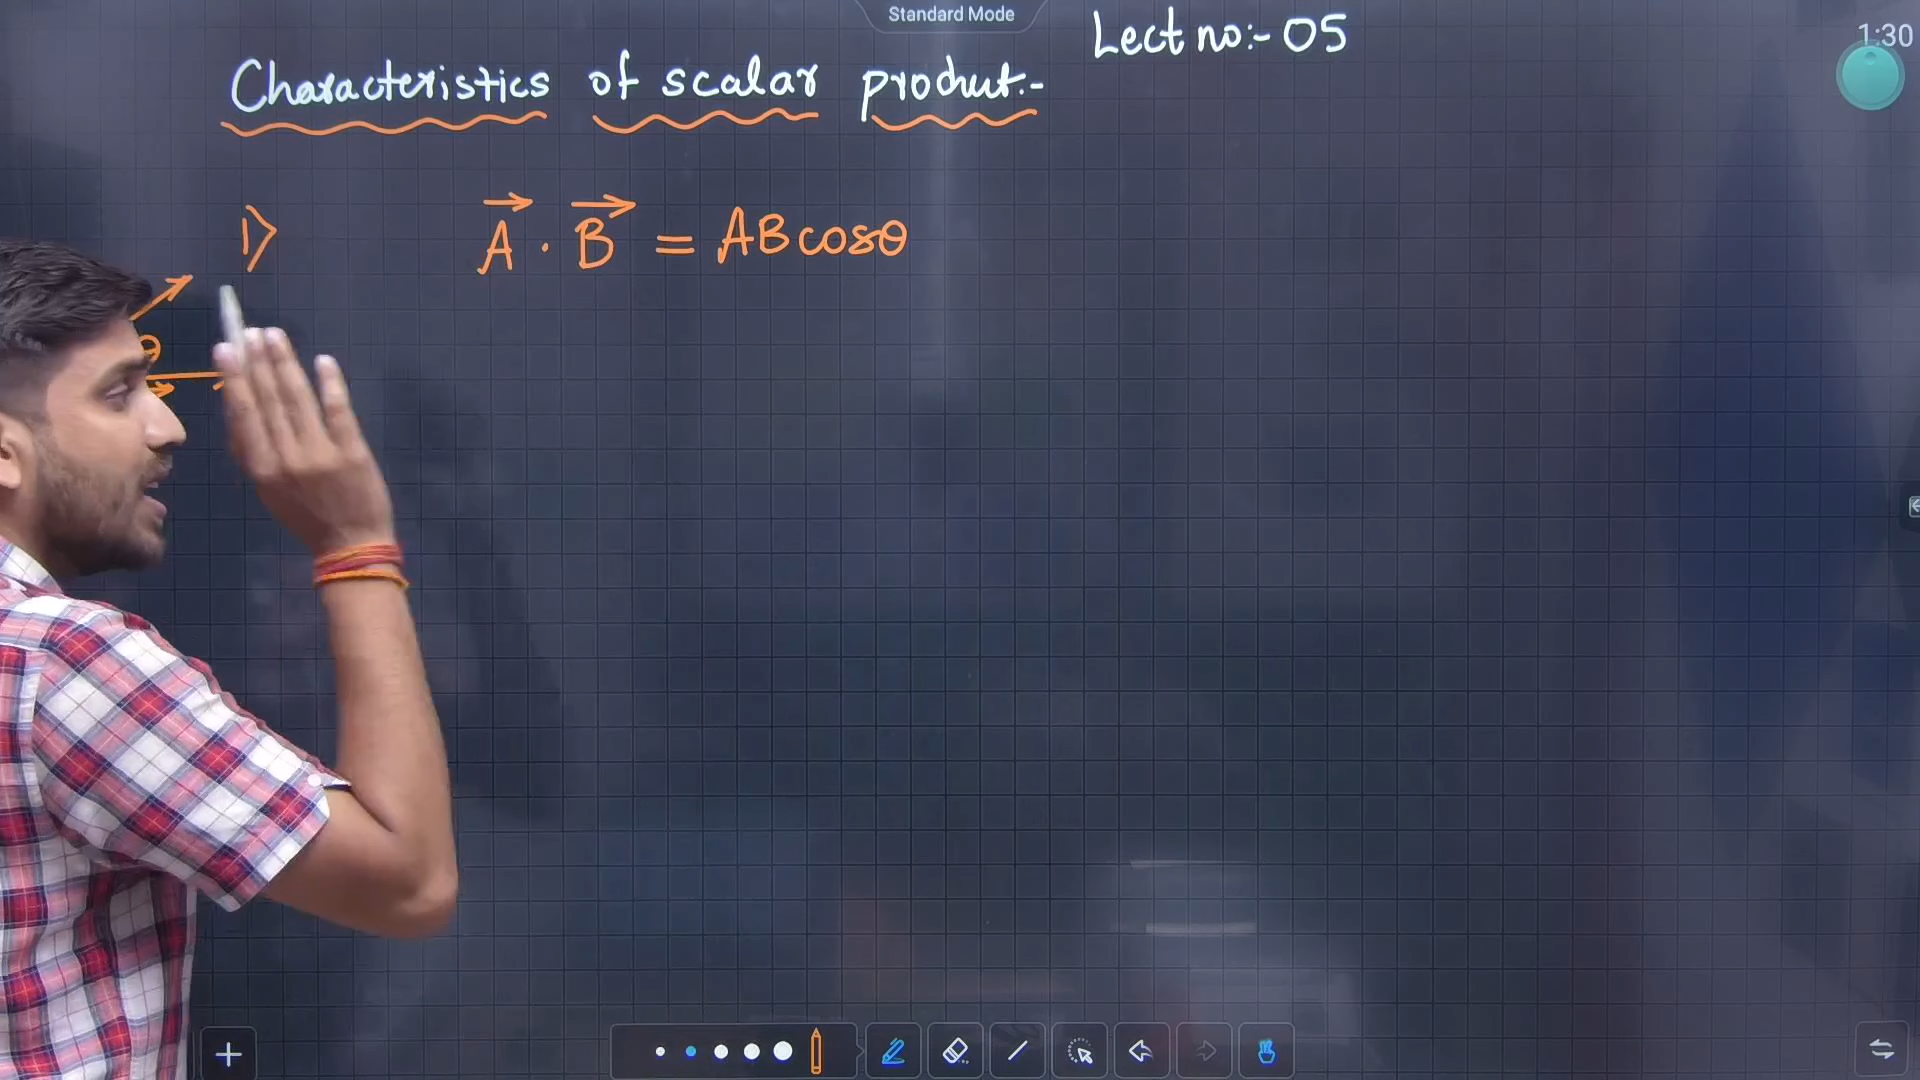 Standard Mode
Lect no:- 05
1:30
Characteristics of scalar produt:-
1> A · B = ABcosθ
θ